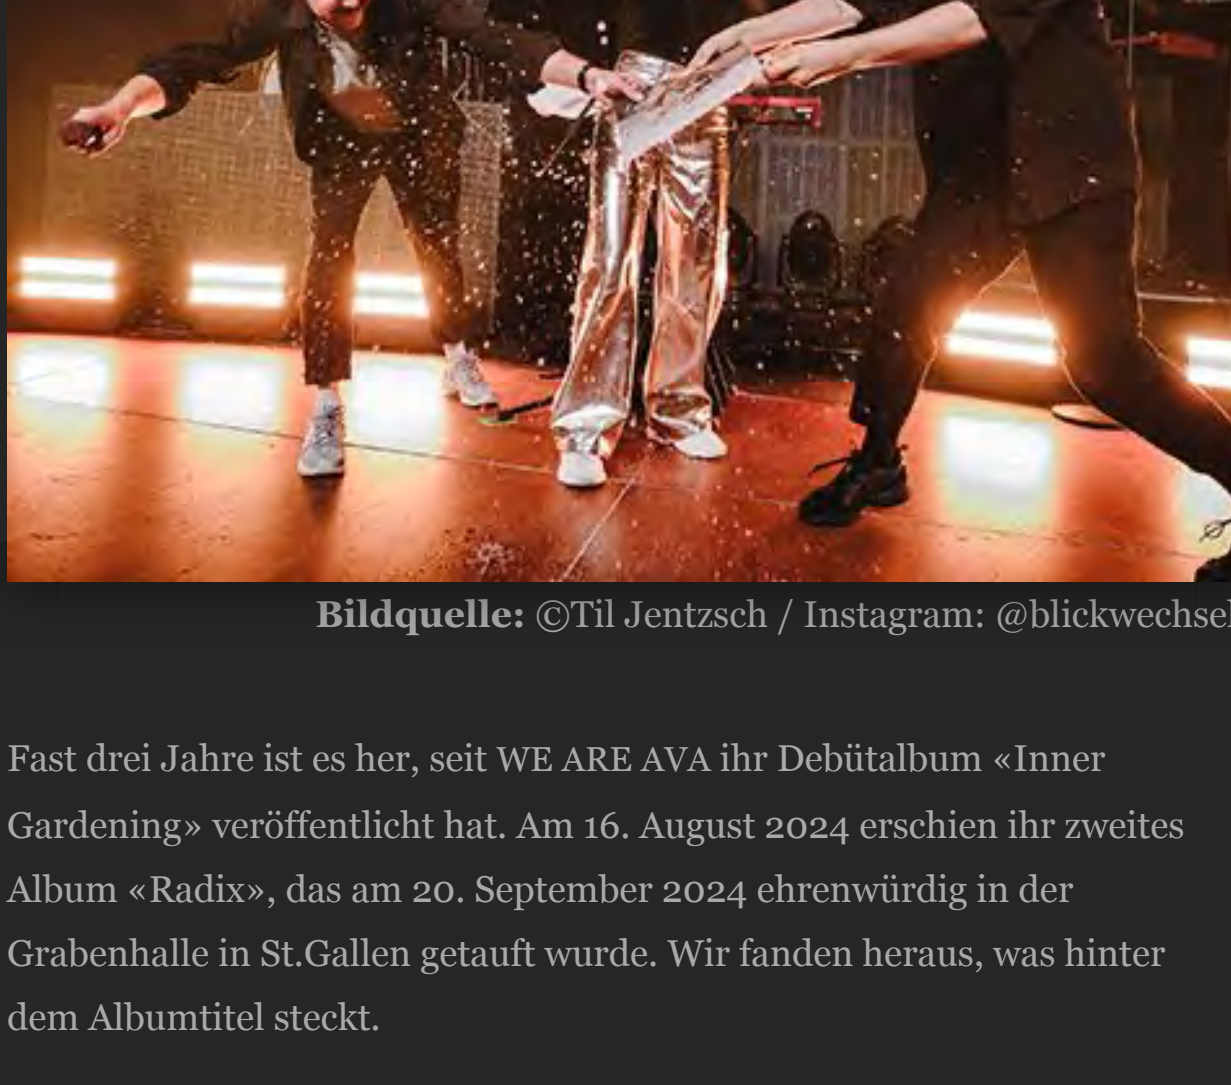 Bildquelle: ©Til Jentzsch / Instagram: @blickwechsel
Fast drei Jahre ist es her, seit WE ARE AVA ihr Debütalbum «Inner
Gardening» veröffentlicht hat. Am 16. August 2024 erschien ihr zweites
Album «Radix», das am 20. September 2024 ehrenwürdig in der
Grabenhalle in St.Gallen getauft wurde. Wir fanden heraus, was hinter
dem Albumtitel steckt.